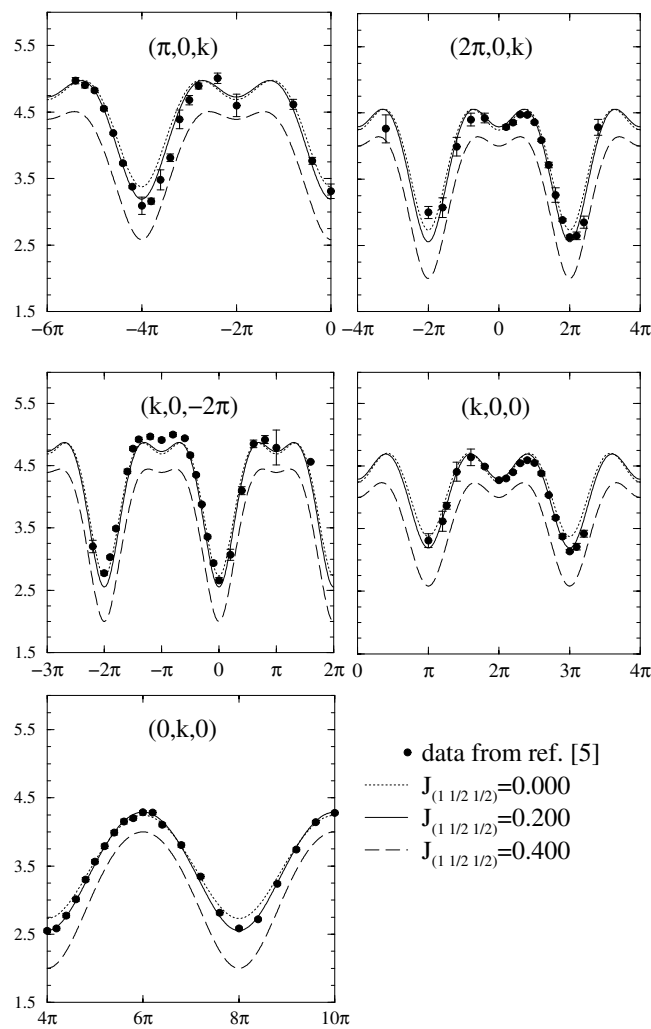 (π,0,k)
(2π,0,k)
5.5
4.5
3.5
2.5
1.5
−6π −4π −2π 0
−4π −2π 0 2π 4π
(k,0,−2π)
(k,0,0)
5.5
4.5
3.5
2.5
1.5
−3π −2π −π 0 π 2π
0 π 2π 3π 4π
(0,k,0)
5.5
4.5
3.5
2.5
1.5
4π 6π 8π 10π
data from ref. [5]
J(1 1/2 1/2)=0.000
J(1 1/2 1/2)=0.200
J(1 1/2 1/2)=0.400